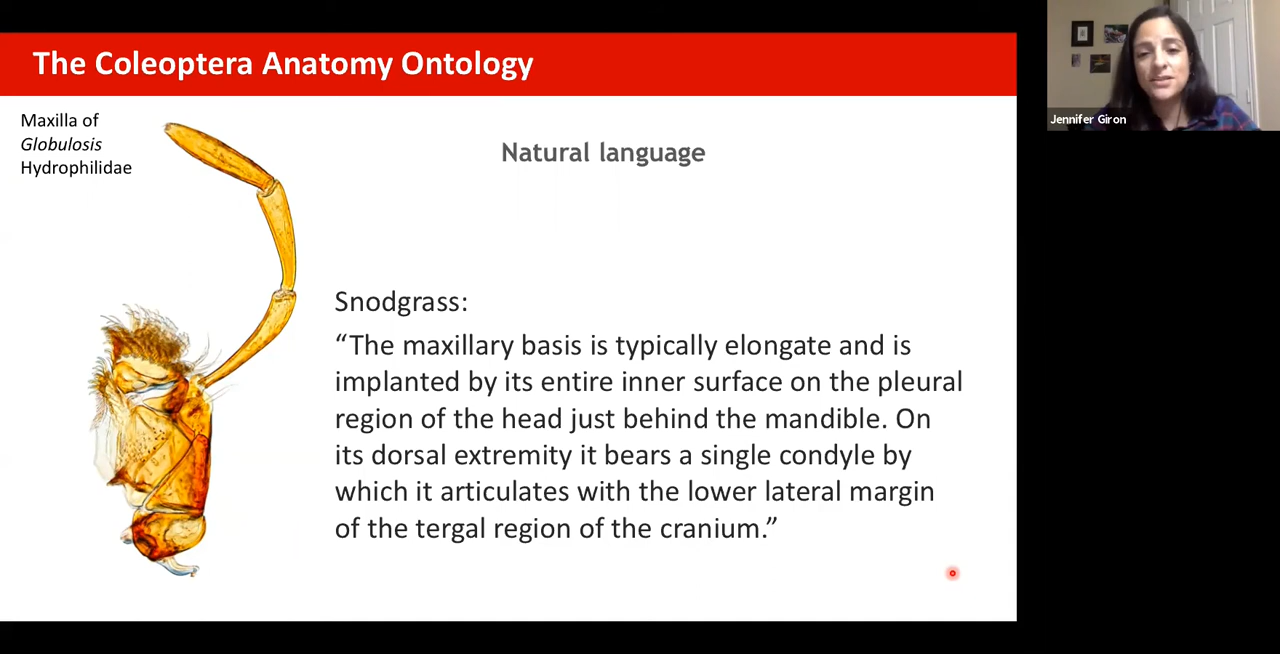 The Coleoptera Anatomy Ontology
Maxilla of
Globulosis
Hydrophilidae
Natural language
Snodgrass:
“The maxillary basis is typically elongate and is
implanted by its entire inner surface on the pleural
region of the head just behind the mandible. On
its dorsal extremity it bears a single condyle by
which it articulates with the lower lateral margin
of the tergal region of the cranium.”
Jennifer Giron